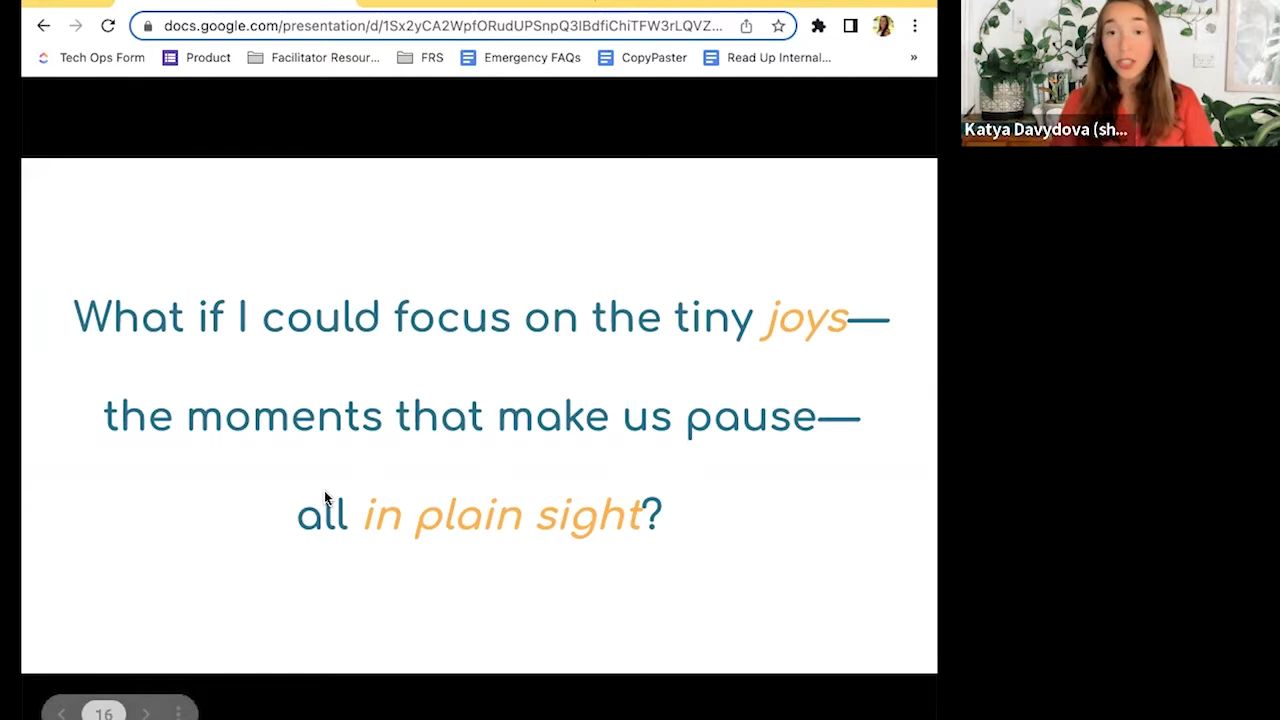 docs.google.com/presentation/d/1Sx2yCA2WpfORudUPSnpQ3lBdfiChiTFW3rLQVZ...
Tech Ops Form Product Facilitator Resour... FRS Emergency FAQs CopyPaster Read Up Internal... »
Katya Davydova (sh...
What if I could focus on the tiny joys—
the moments that make us pause—
all in plain sight?
16